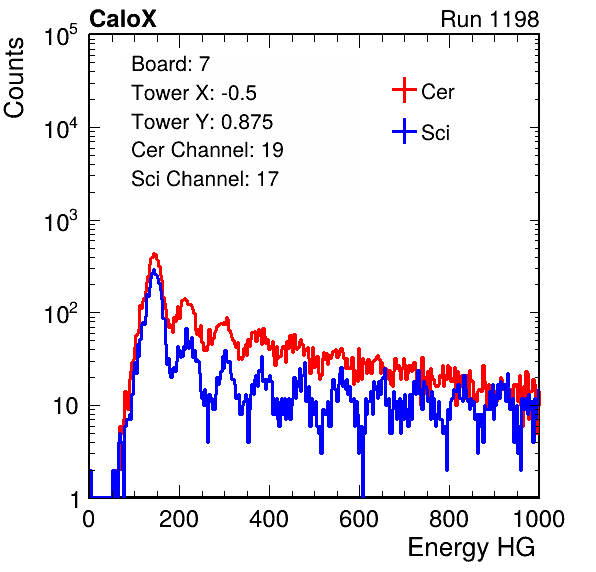 CaloX Run 1198
Counts
10^5
10^4
10^3
10^2
10
1
Board: 7
Tower X: -0.5
Tower Y: 0.875
Cer Channel: 19
Sci Channel: 17
Cer
Sci
0 200 400 600 800 1000
Energy HG